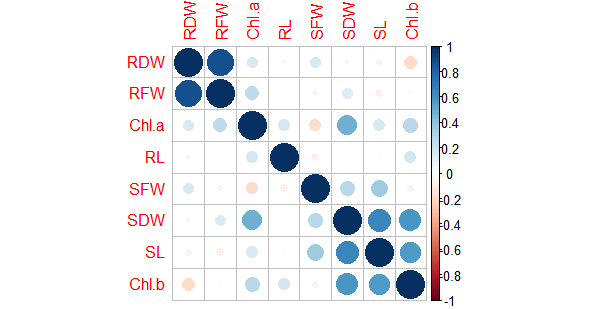 RDW RFW Chl.a RL SFW SDW SL Chl.b
RDW
RFW
Chl.a
RL
SFW
SDW
SL
Chl.b
1
0.8
0.6
0.4
0.2
0
-0.2
-0.4
-0.6
-0.8
-1